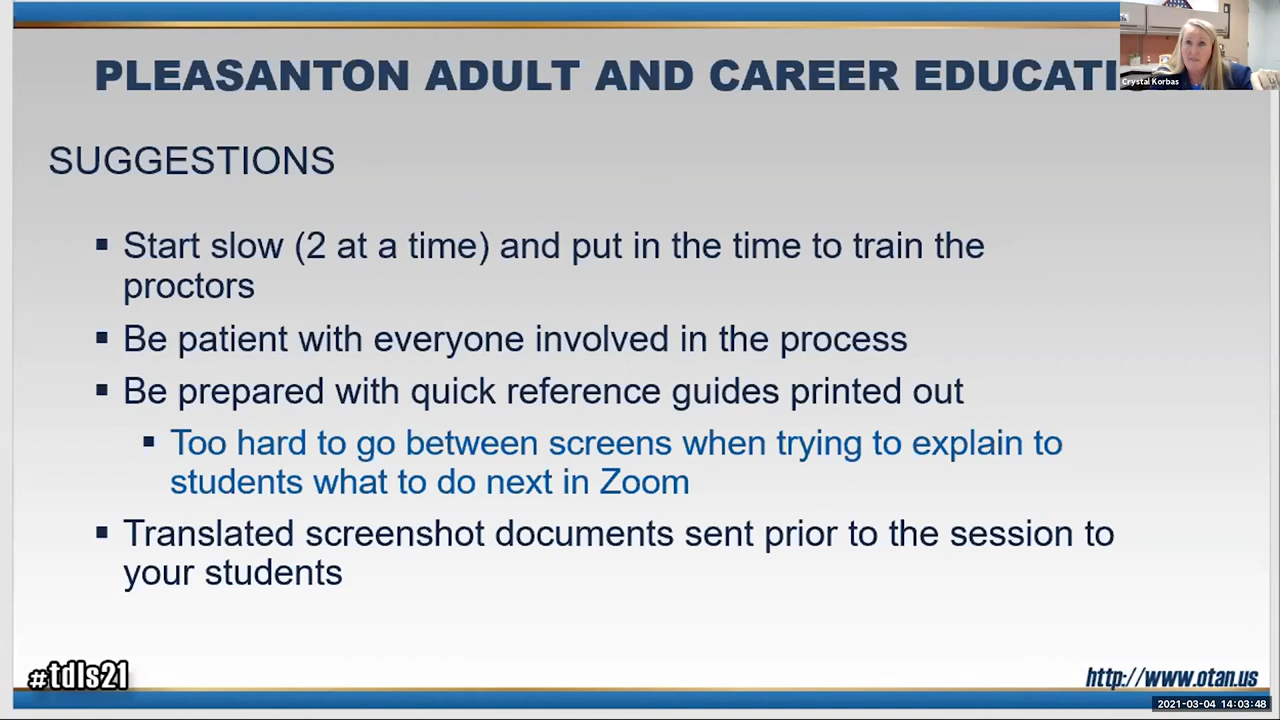 PLEASANTON ADULT AND CAREER EDUCATI
Crystal Korbas
SUGGESTIONS
▪ Start slow (2 at a time) and put in the time to train the
proctors
▪ Be patient with everyone involved in the process
▪ Be prepared with quick reference guides printed out
▪ Too hard to go between screens when trying to explain to
students what to do next in Zoom
▪ Translated screenshot documents sent prior to the session to
your students
#tdls21
http://www.otan.us
2021-03-04 14:03:48